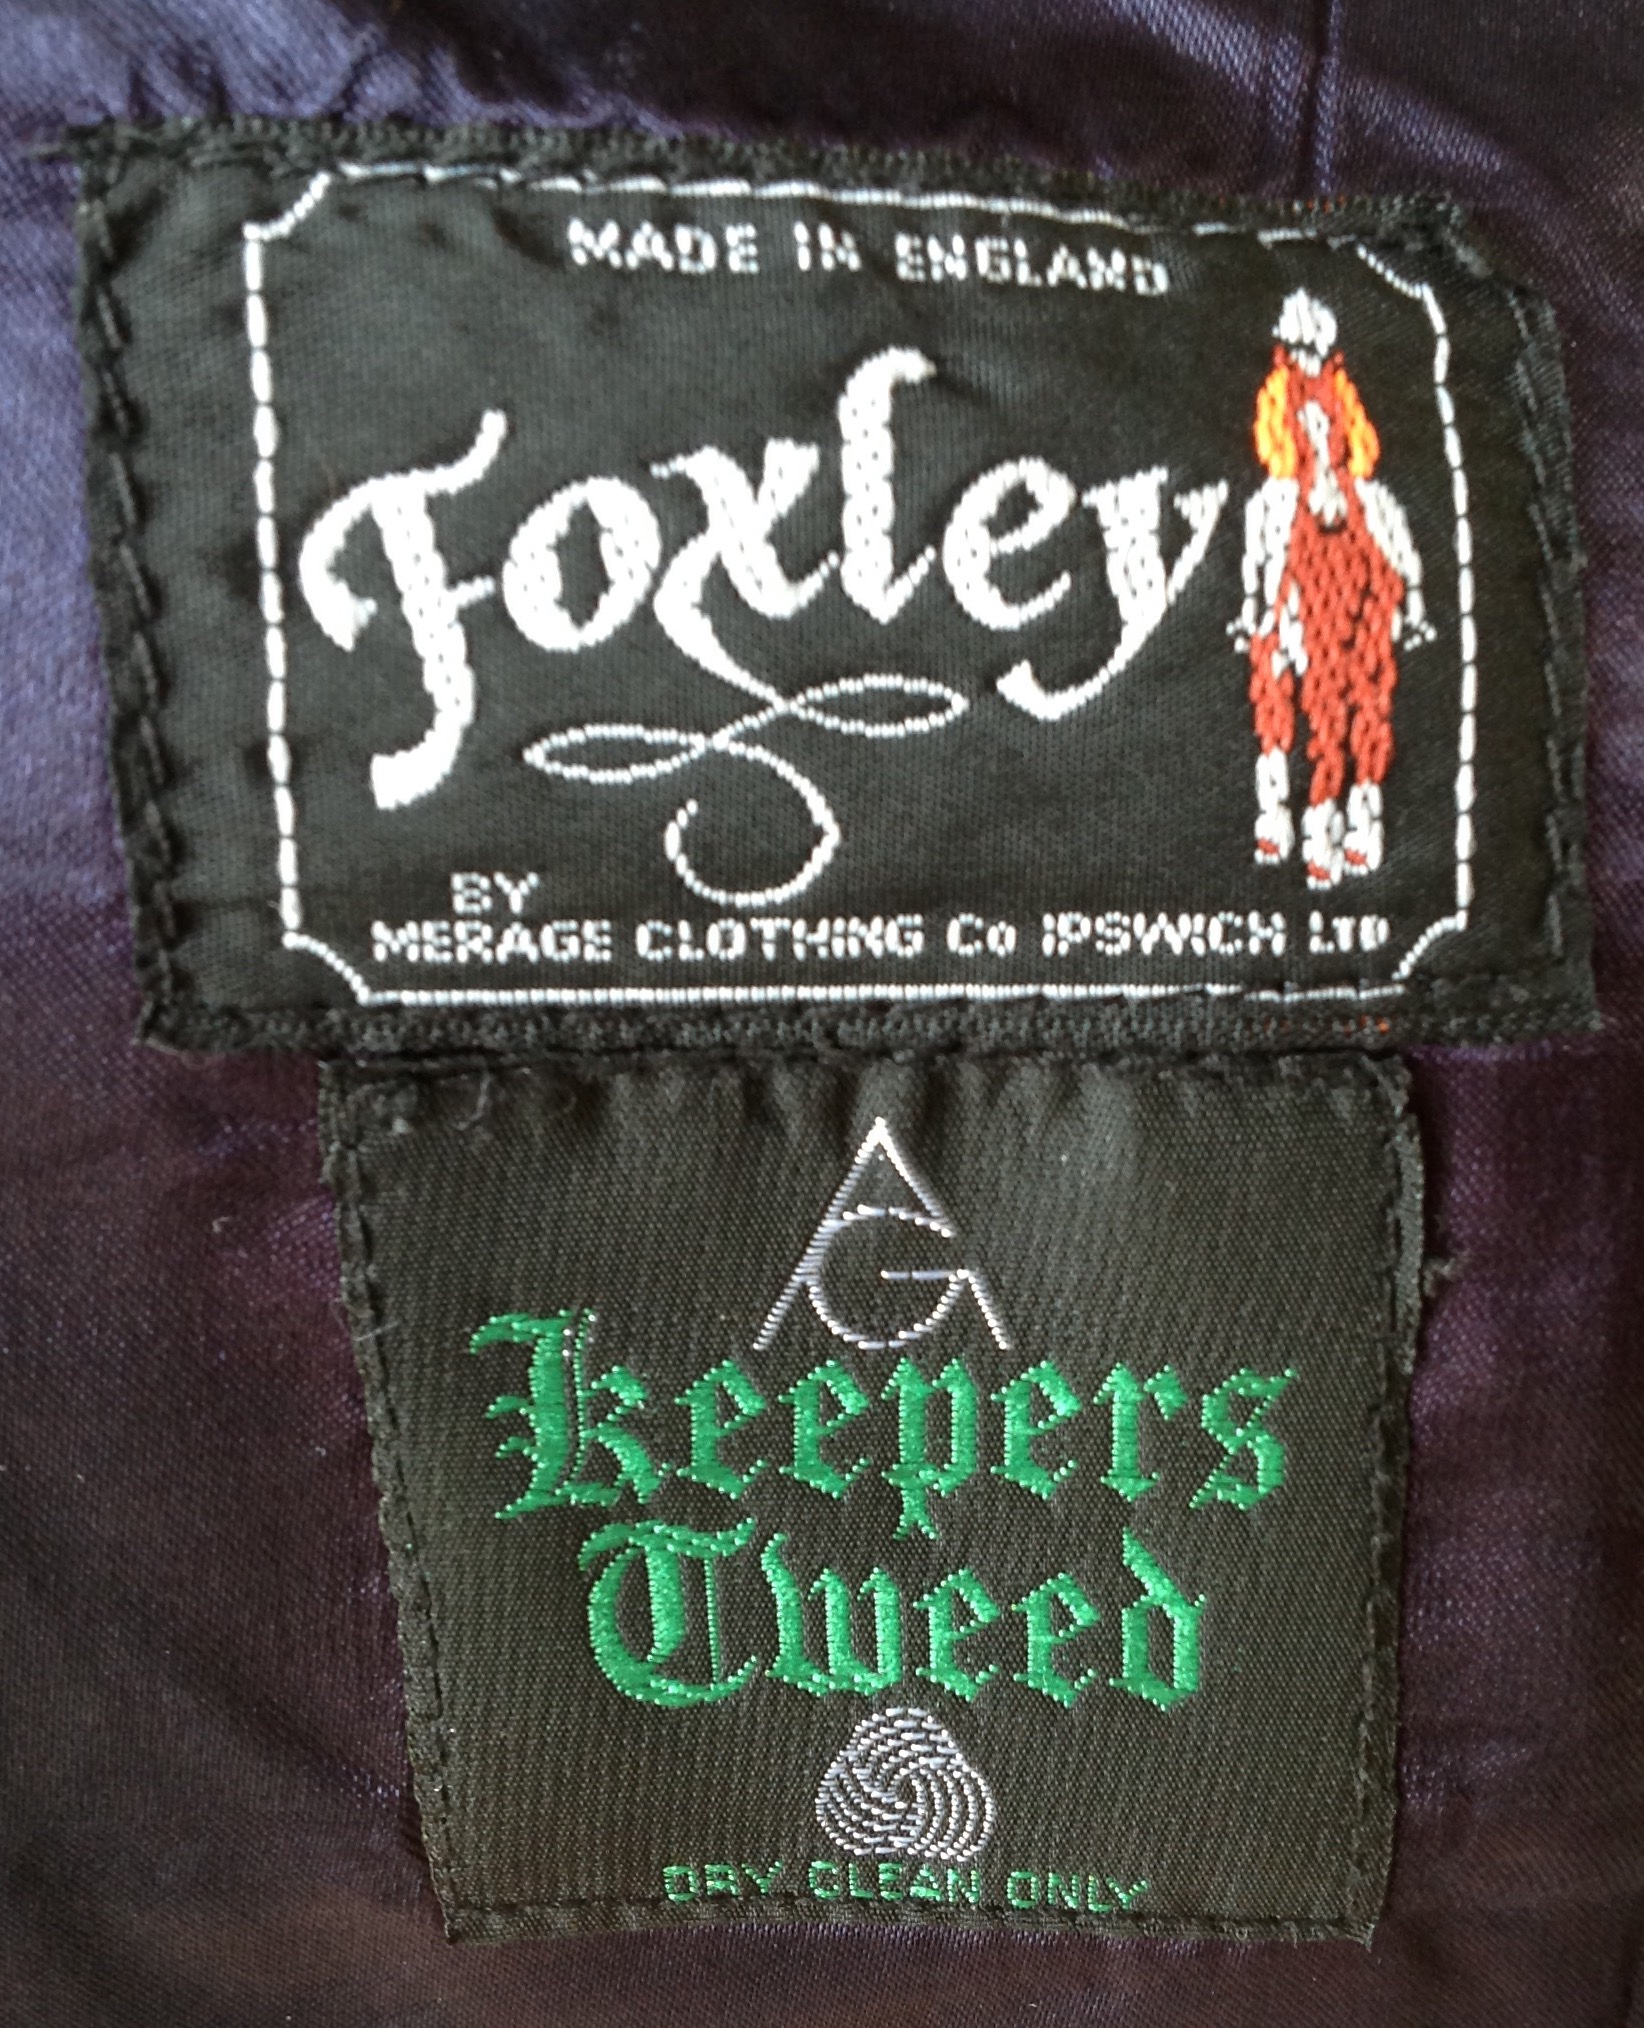 MADE IN ENGLAND
Foxley
BY
MERAGE CLOTHING Co IPSWICH LTD
AG
keepers
Tweed
DRY CLEAN ONLY